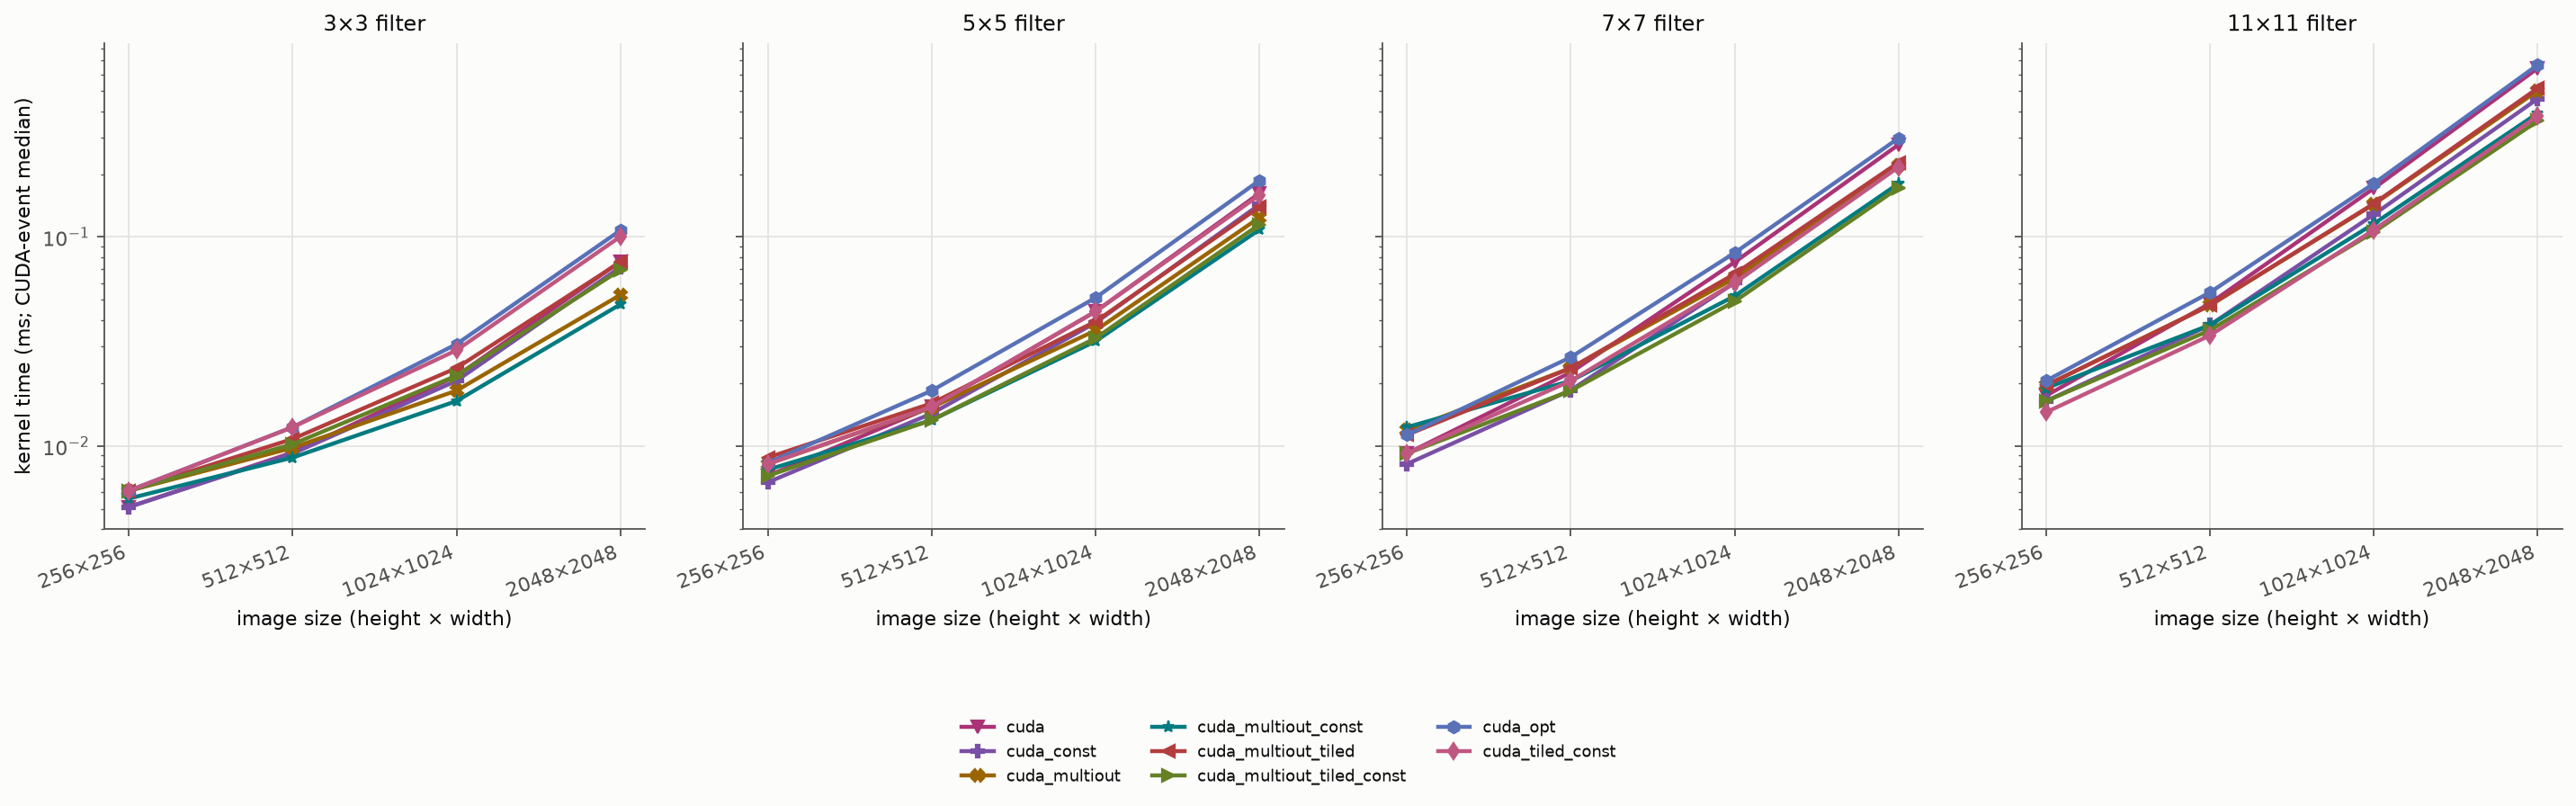 3×3 filter
5×5 filter
7×7 filter
11×11 filter
kernel time (ms; CUDA-event median)
10⁻¹
10⁻²
256×256
512×512
1024×1024
2048×2048
256×256
512×512
1024×1024
2048×2048
256×256
512×512
1024×1024
2048×2048
256×256
512×512
1024×1024
2048×2048
image size (height × width)
image size (height × width)
image size (height × width)
image size (height × width)
cuda
cuda_const
cuda_multiout
cuda_multiout_const
cuda_multiout_tiled
cuda_multiout_tiled_const
cuda_opt
cuda_tiled_const